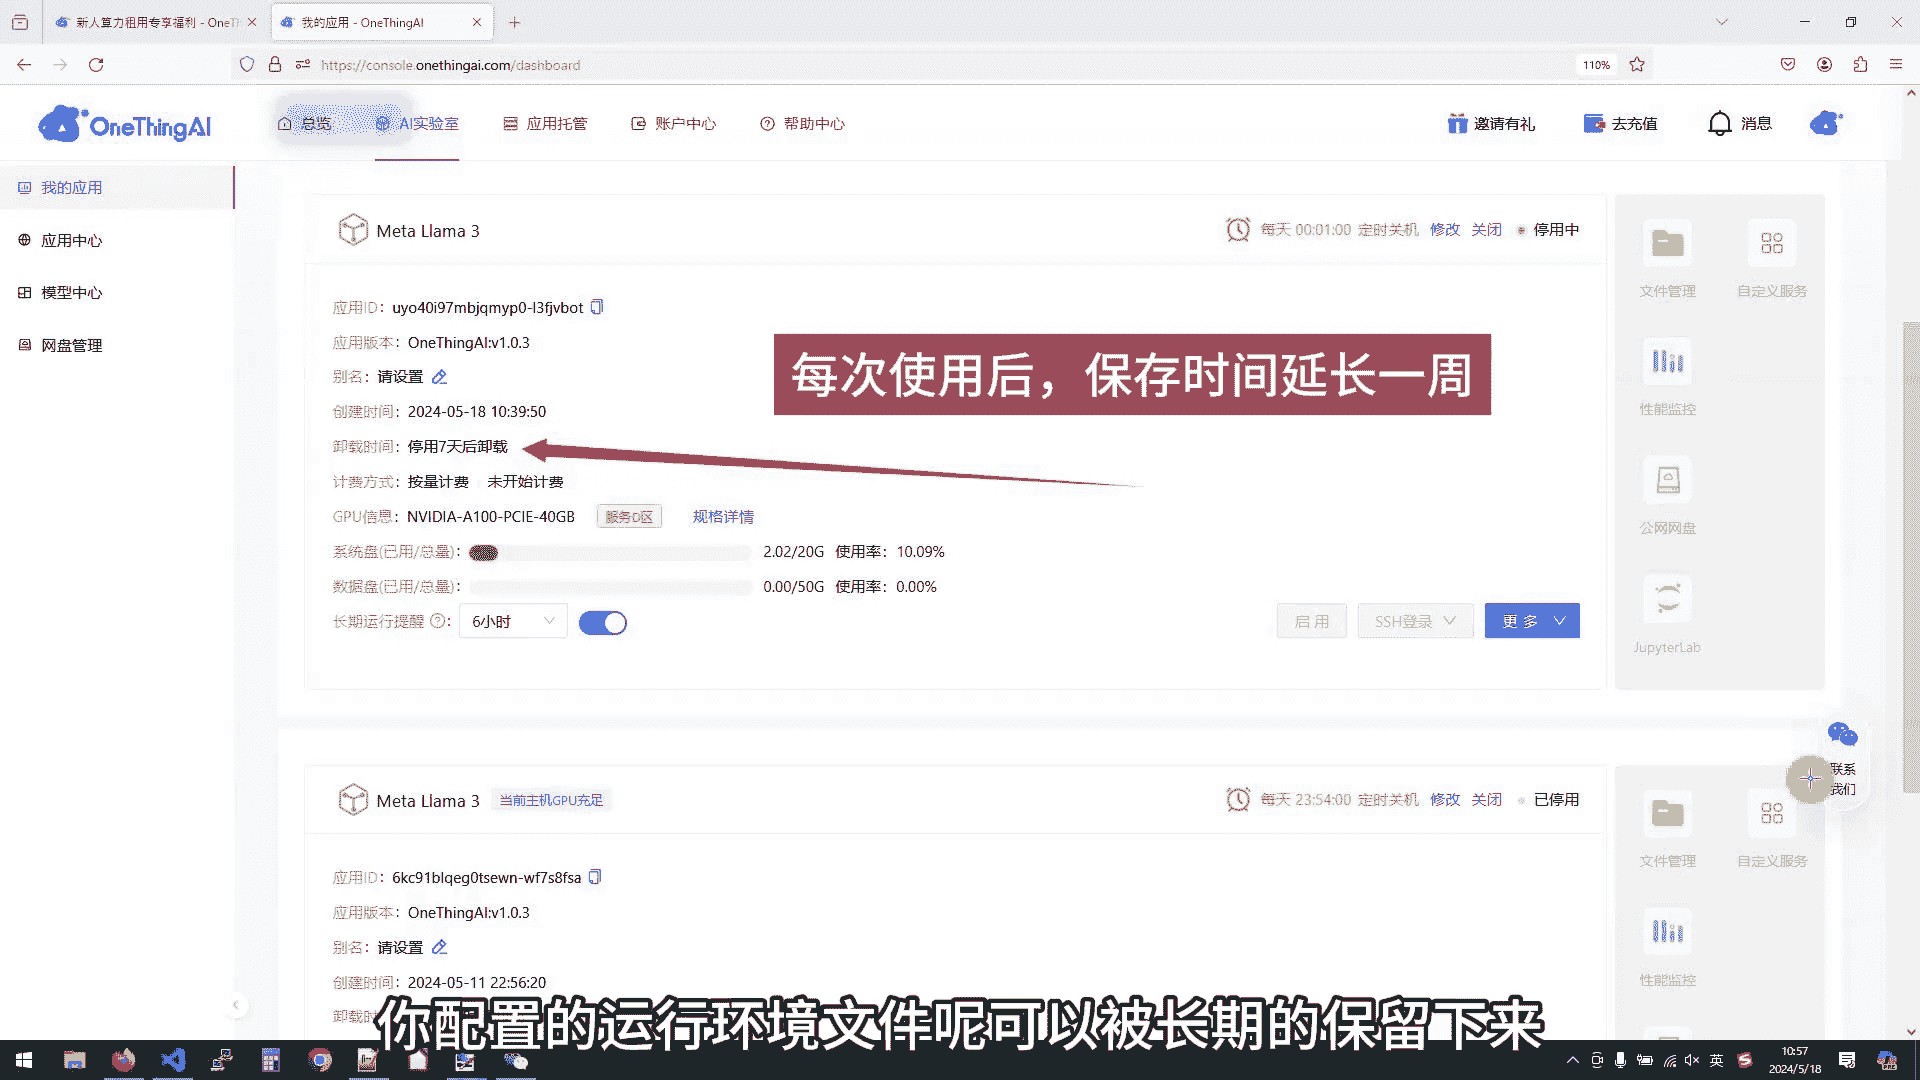 新人算力租用专享福利 - OneTh
我的应用 - OneThingAI
https://console.onethingai.com/dashboard
110%
OneThingAI
总览
AI实验室
应用托管
账户中心
帮助中心
邀请有礼
去充值
消息
我的应用
应用中心
模型中心
网盘管理
Meta Llama 3
每天 00:01:00 定时关机 修改 关闭 停用中
应用ID：uyo40i97mbjqmyp0-l3fjvbot
应用版本：OneThingAI:v1.0.3
别名：请设置
创建时间：2024-05-18 10:39:50
卸载时间：停用7天后卸载
计费方式：按量计费 未开始计费
GPU信息：NVIDIA-A100-PCIE-40GB 服务D区 规格详情
系统盘(已用/总量)： 2.02/20G 使用率：10.09%
数据盘(已用/总量)： 0.00/50G 使用率：0.00%
长期运行提醒 ： 6小时
启用 SSH登录 更多
每次使用后，保存时间延长一周
文件管理
自定义服务
性能监控
公网网盘
JupyterLab
联系
我们
Meta Llama 3 当前主机GPU充足
每天 23:54:00 定时关机 修改 关闭 已停用
应用ID：6kc91blqeg0tsewn-wf7s8fsa
应用版本：OneThingAI:v1.0.3
别名：请设置
创建时间：2024-05-11 22:56:20
文件管理
自定义服务
性能监控
你配置的运行环境文件呢可以被长期的保留下来
英
10:57
2024/5/18